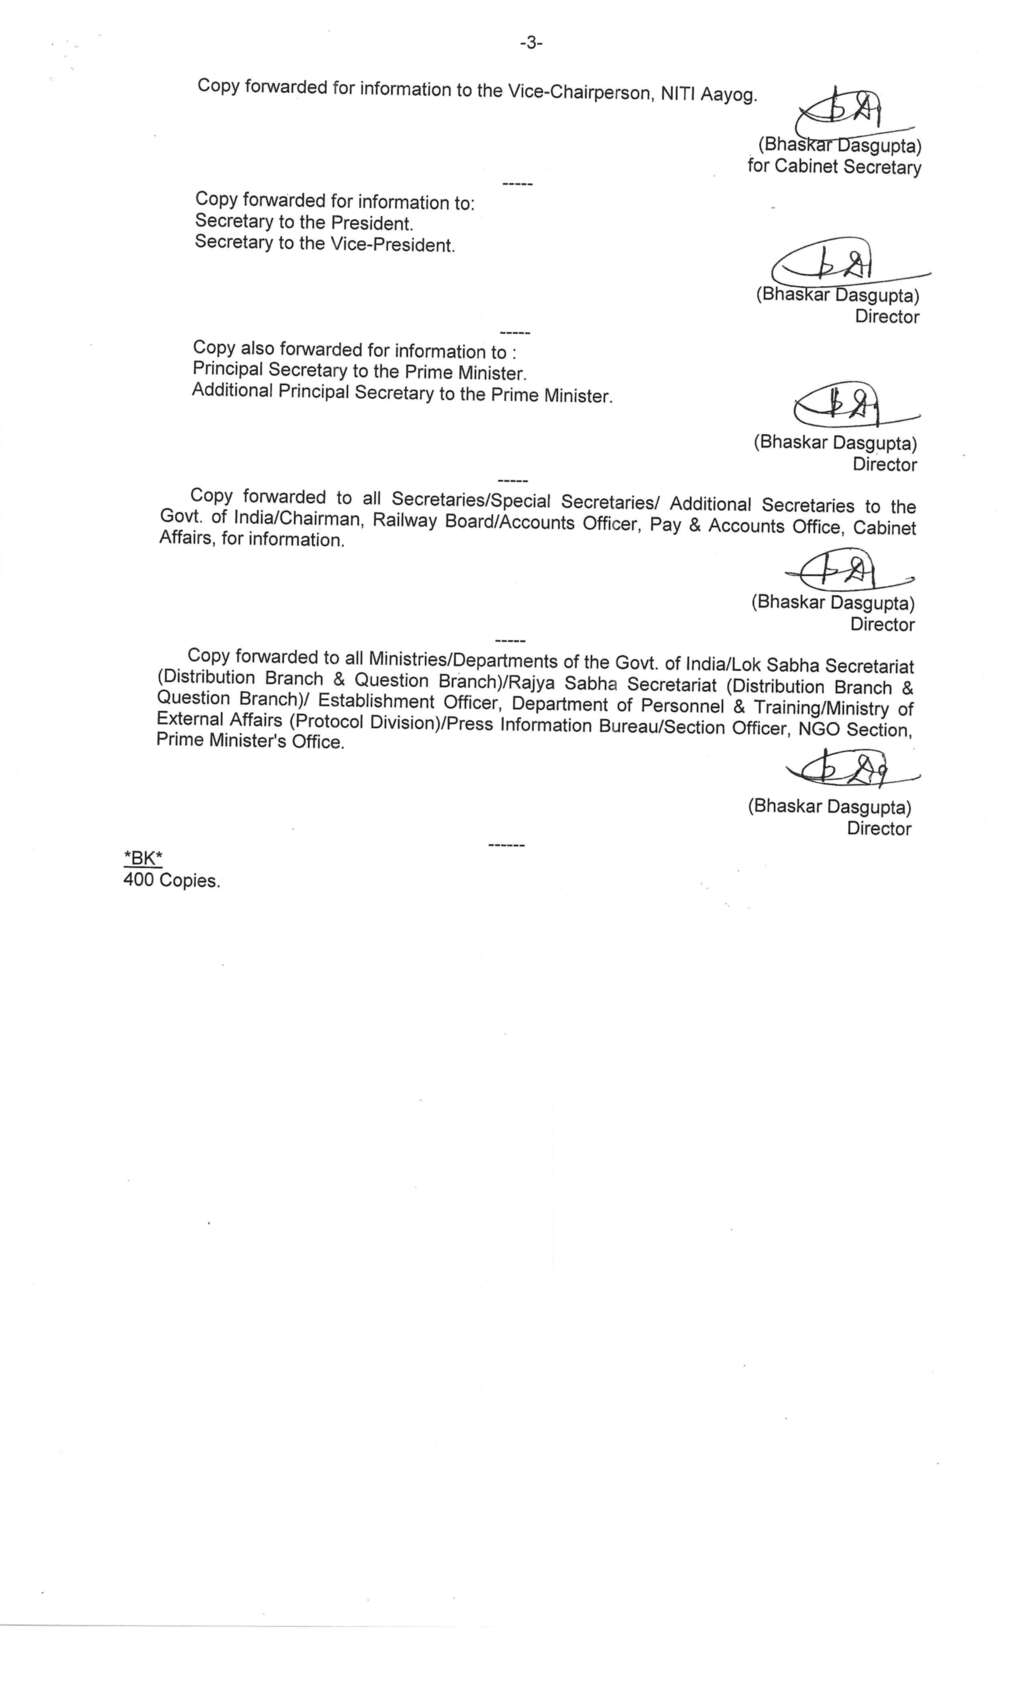 -3-
Copy forwarded for information to the Vice-Chairperson, NITI Aayog.
(Bhaskar Dasgupta)
for Cabinet Secretary
-----
Copy forwarded for information to:
Secretary to the President.
Secretary to the Vice-President.
(Bhaskar Dasgupta)
Director
-----
Copy also forwarded for information to :
Principal Secretary to the Prime Minister.
Additional Principal Secretary to the Prime Minister.
(Bhaskar Dasgupta)
Director
-----
Copy forwarded to all Secretaries/Special Secretaries/ Additional Secretaries to the
Govt. of India/Chairman, Railway Board/Accounts Officer, Pay & Accounts Office, Cabinet
Affairs, for information.
(Bhaskar Dasgupta)
Director
-----
Copy forwarded to all Ministries/Departments of the Govt. of India/Lok Sabha Secretariat
(Distribution Branch & Question Branch)/Rajya Sabha Secretariat (Distribution Branch &
Question Branch)/ Establishment Officer, Department of Personnel & Training/Ministry of
External Affairs (Protocol Division)/Press Information Bureau/Section Officer, NGO Section,
Prime Minister's Office.
(Bhaskar Dasgupta)
Director
------
*BK*
400 Copies.